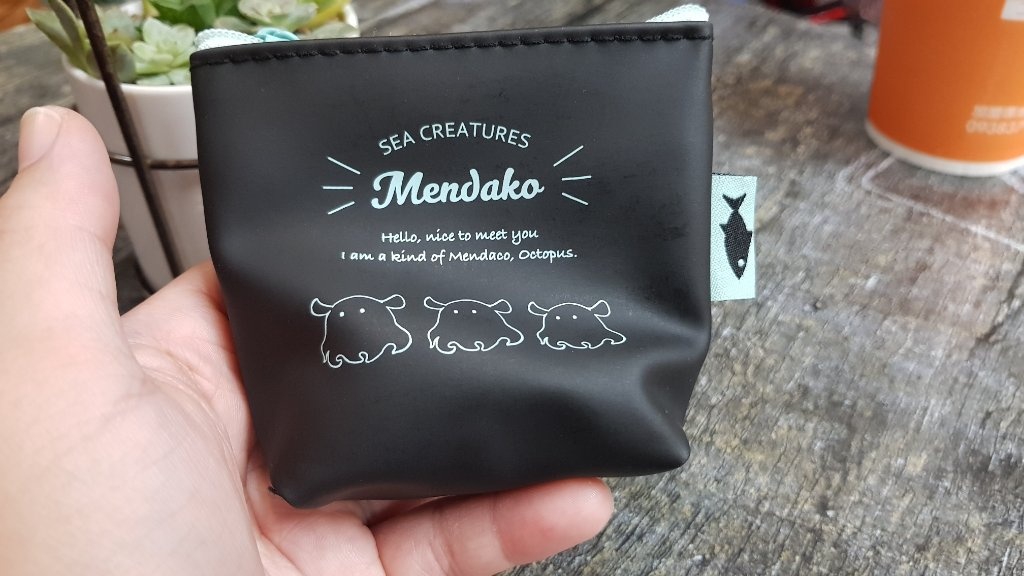 SEA CREATURES
Mendako
Hello, nice to meet you
I am a kind of Mendaco, Octopus.